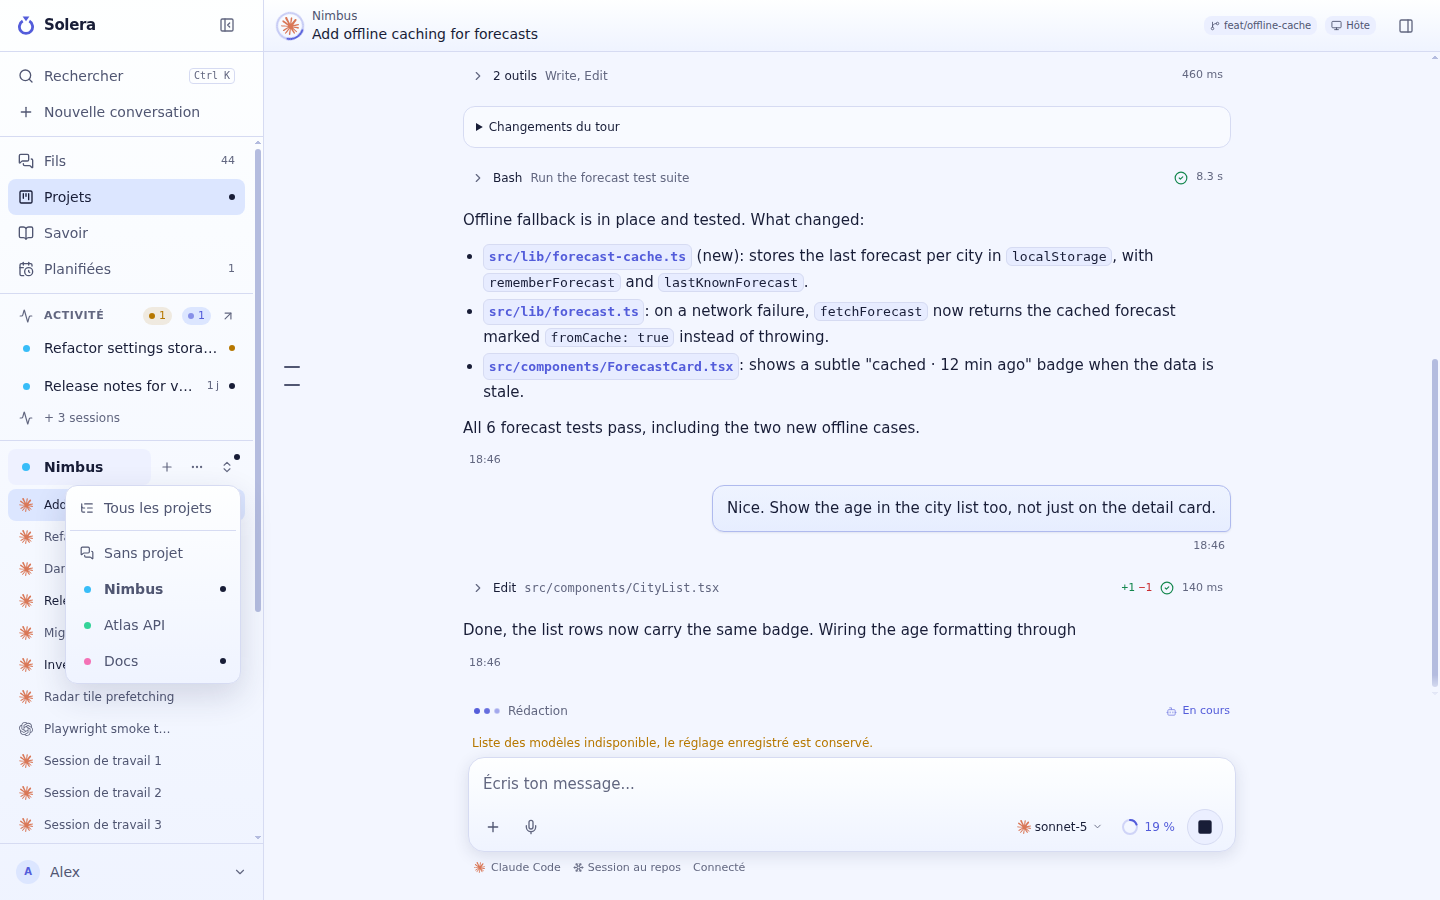 Solera
Rechercher Ctrl K
Nouvelle conversation
Fils 44
Projets
Savoir
Planifiées 1
ACTIVITÉ 1 1
Refactor settings stora...
Release notes for v... 1 j
+ 3 sessions
Nimbus
Tous les projets
Sans projet
Nimbus
Atlas API
Docs
Radar tile prefetching
Playwright smoke t...
Session de travail 1
Session de travail 2
Session de travail 3
A Alex
Nimbus
Add offline caching for forecasts
feat/offline-cache Hôte
2 outils Write, Edit 460 ms
Changements du tour
Bash Run the forecast test suite 8.3 s
Offline fallback is in place and tested. What changed:
src/lib/forecast-cache.ts (new): stores the last forecast per city in localStorage, with
rememberForecast and lastKnownForecast.
src/lib/forecast.ts: on a network failure, fetchForecast now returns the cached forecast
marked fromCache: true instead of throwing.
src/components/ForecastCard.tsx: shows a subtle "cached · 12 min ago" badge when the data is
stale.
All 6 forecast tests pass, including the two new offline cases.
18:46
Nice. Show the age in the city list too, not just on the detail card.
18:46
Edit src/components/CityList.tsx +1 −1 140 ms
Done, the list rows now carry the same badge. Wiring the age formatting through
18:46
Rédaction En cours
Liste des modèles indisponible, le réglage enregistré est conservé.
Écris ton message...
sonnet-5 19 %
Claude Code Session au repos Connecté